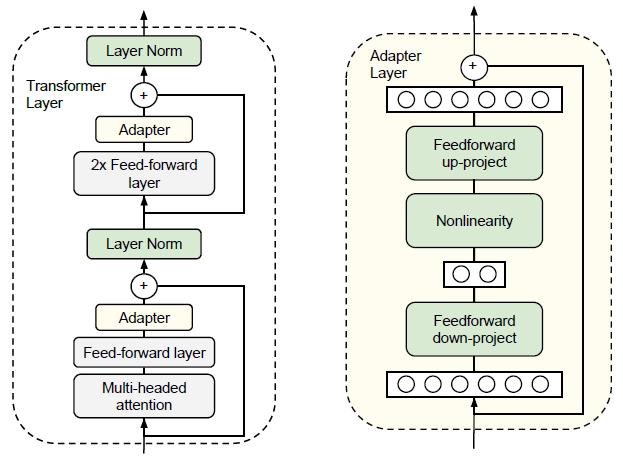 Layer Norm
Transformer
Layer
+
Adapter
2x Feed-forward
layer
Layer Norm
+
Adapter
Feed-forward layer
Multi-headed
attention
Adapter
Layer
+
Feedforward
up-project
Nonlinearity
Feedforward
down-project